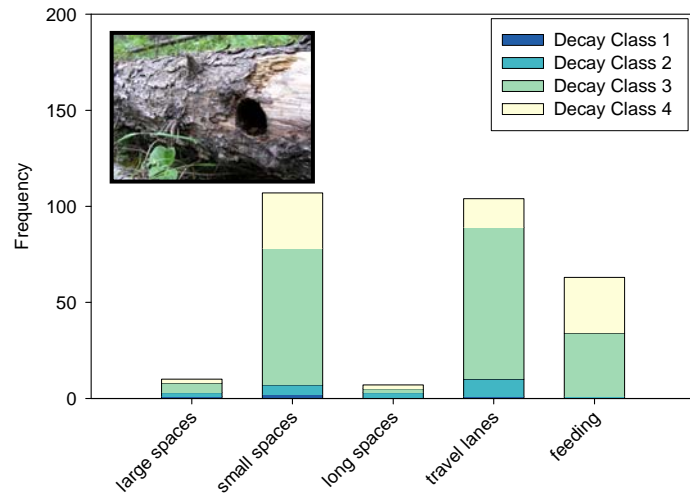 200
150
100
50
0
Frequency
Decay Class 1
Decay Class 2
Decay Class 3
Decay Class 4
large spaces
small spaces
long spaces
travel lanes
feeding